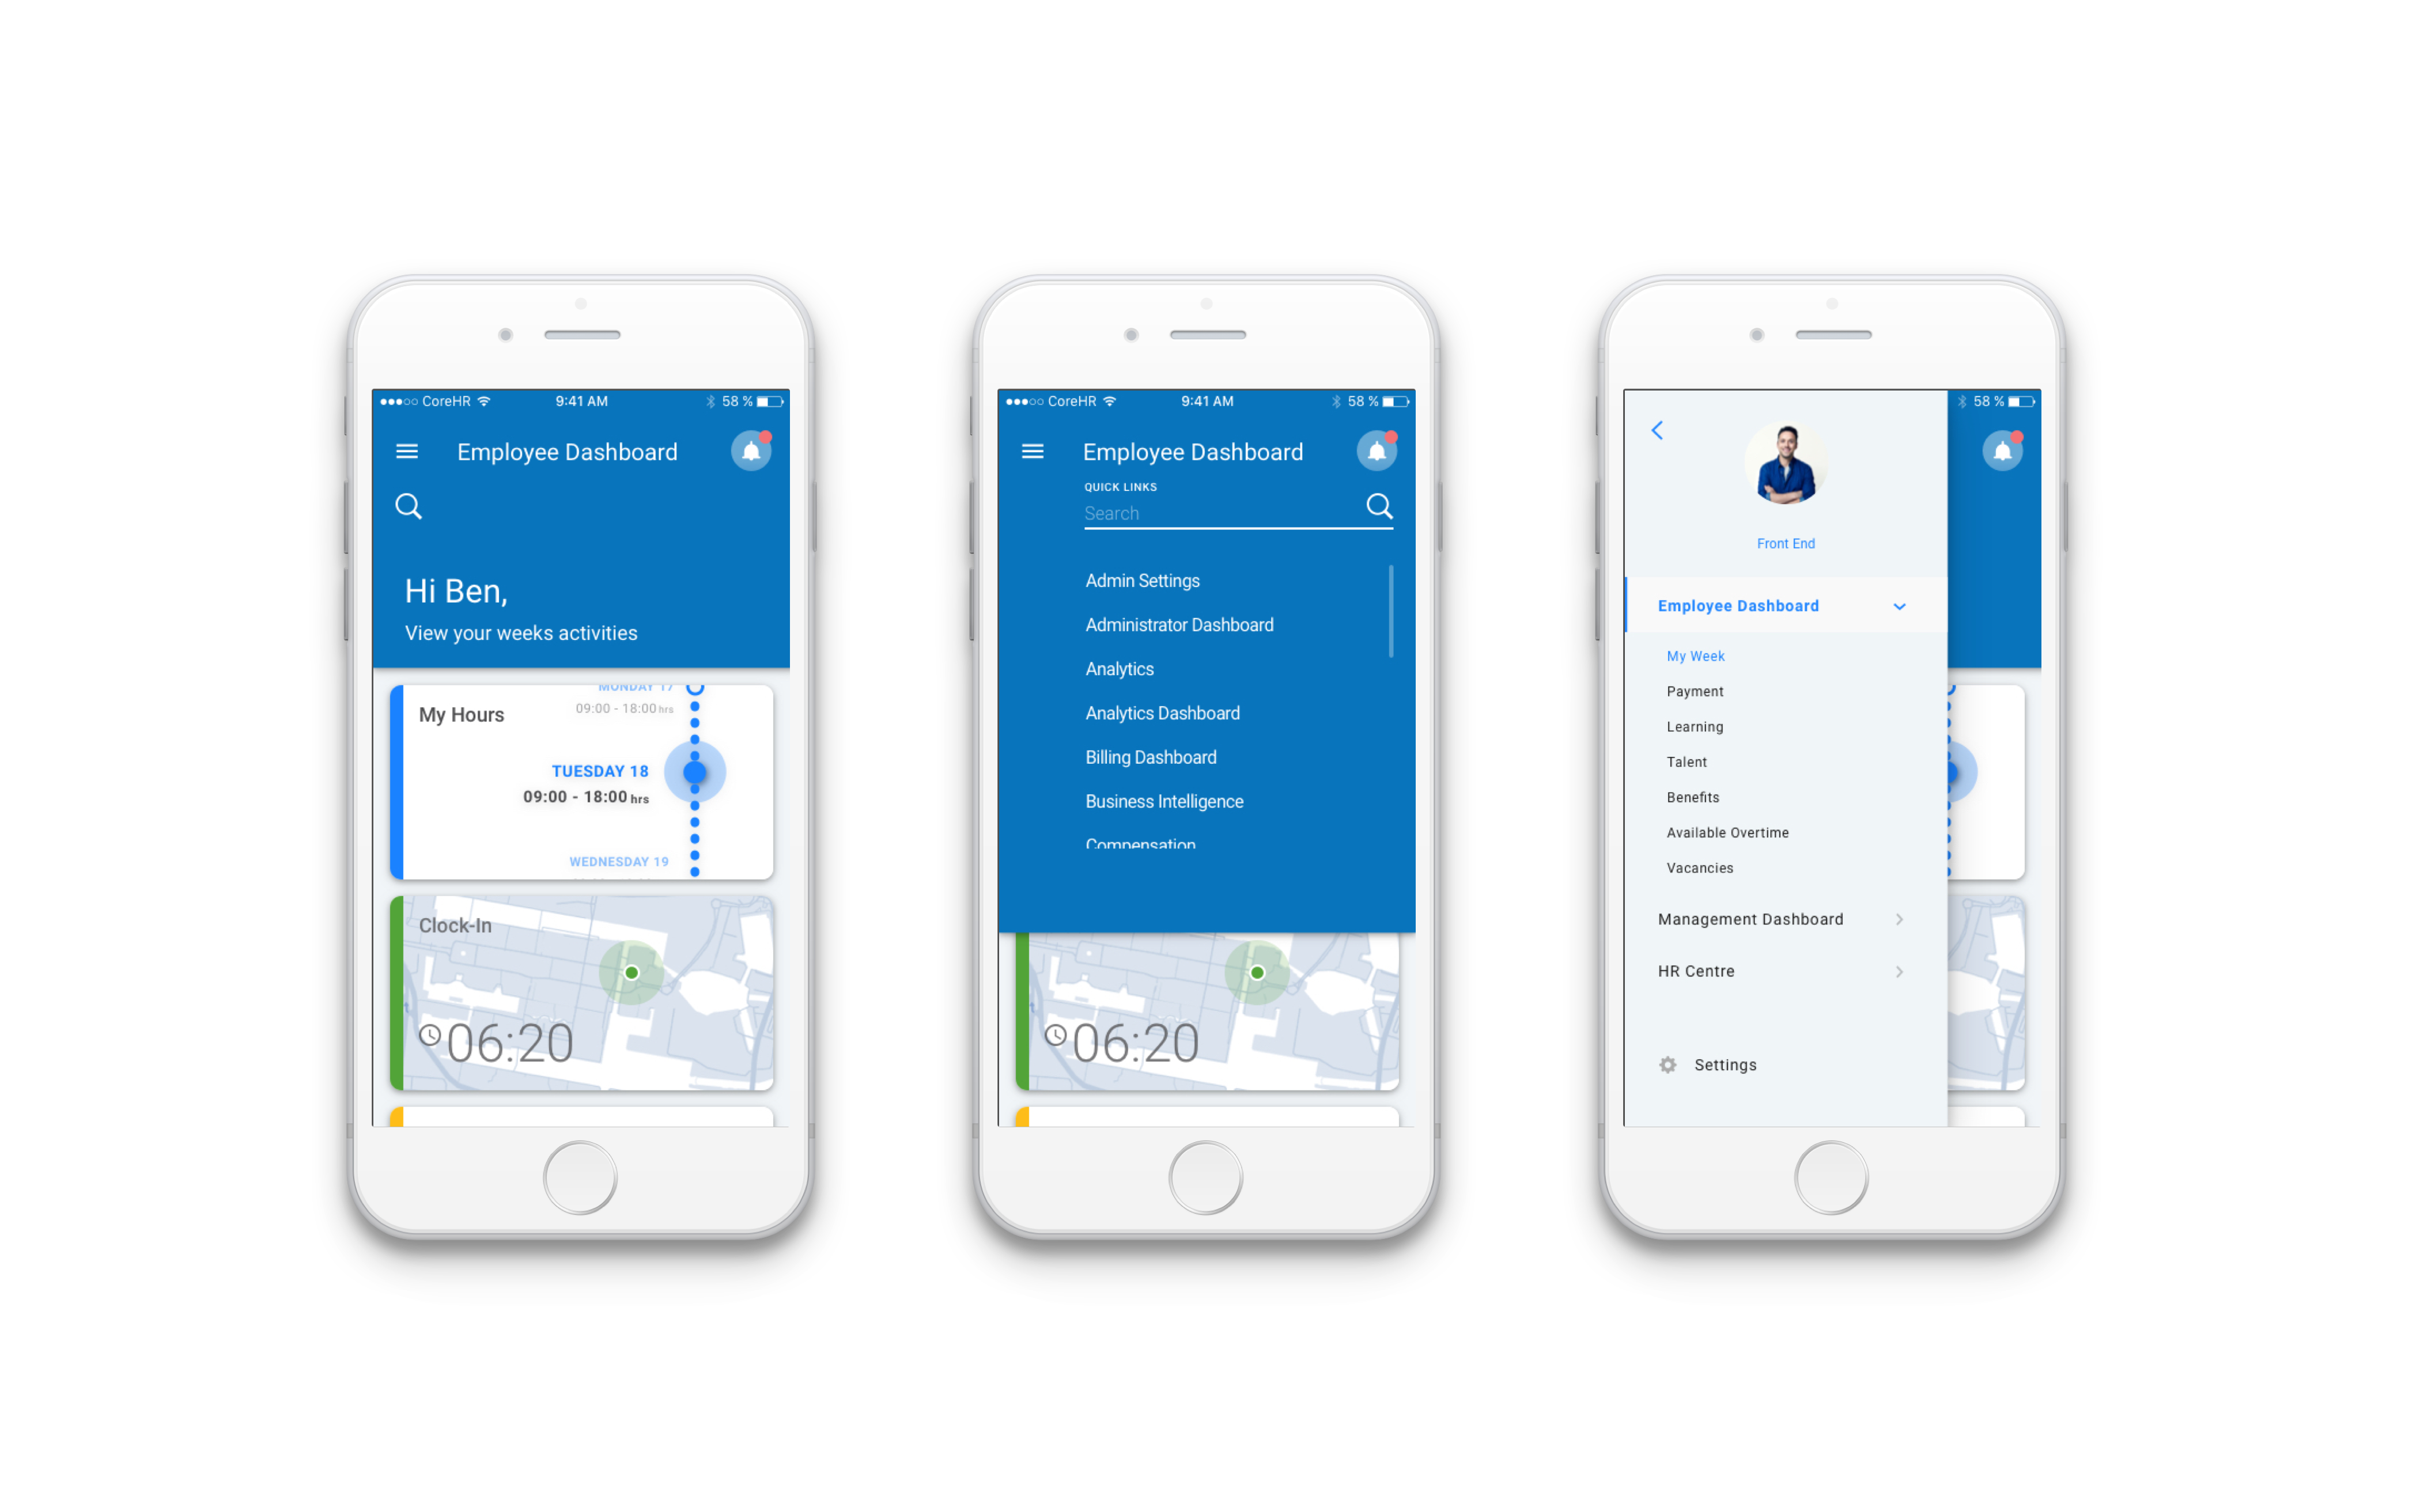 CoreHR 9:41 AM 58 %
Employee Dashboard
Hi Ben,
View your weeks activities
MONDAY 17
My Hours
09:00 - 18:00 hrs
TUESDAY 18
09:00 - 18:00 hrs
WEDNESDAY 19
Clock-In
06:20
CoreHR 9:41 AM 58 %
Employee Dashboard
QUICK LINKS
Search
Admin Settings
Administrator Dashboard
Analytics
Analytics Dashboard
Billing Dashboard
Business Intelligence
Compensation
06:20
58 %
Front End
Employee Dashboard
My Week
Payment
Learning
Talent
Benefits
Available Overtime
Vacancies
Management Dashboard
HR Centre
Settings